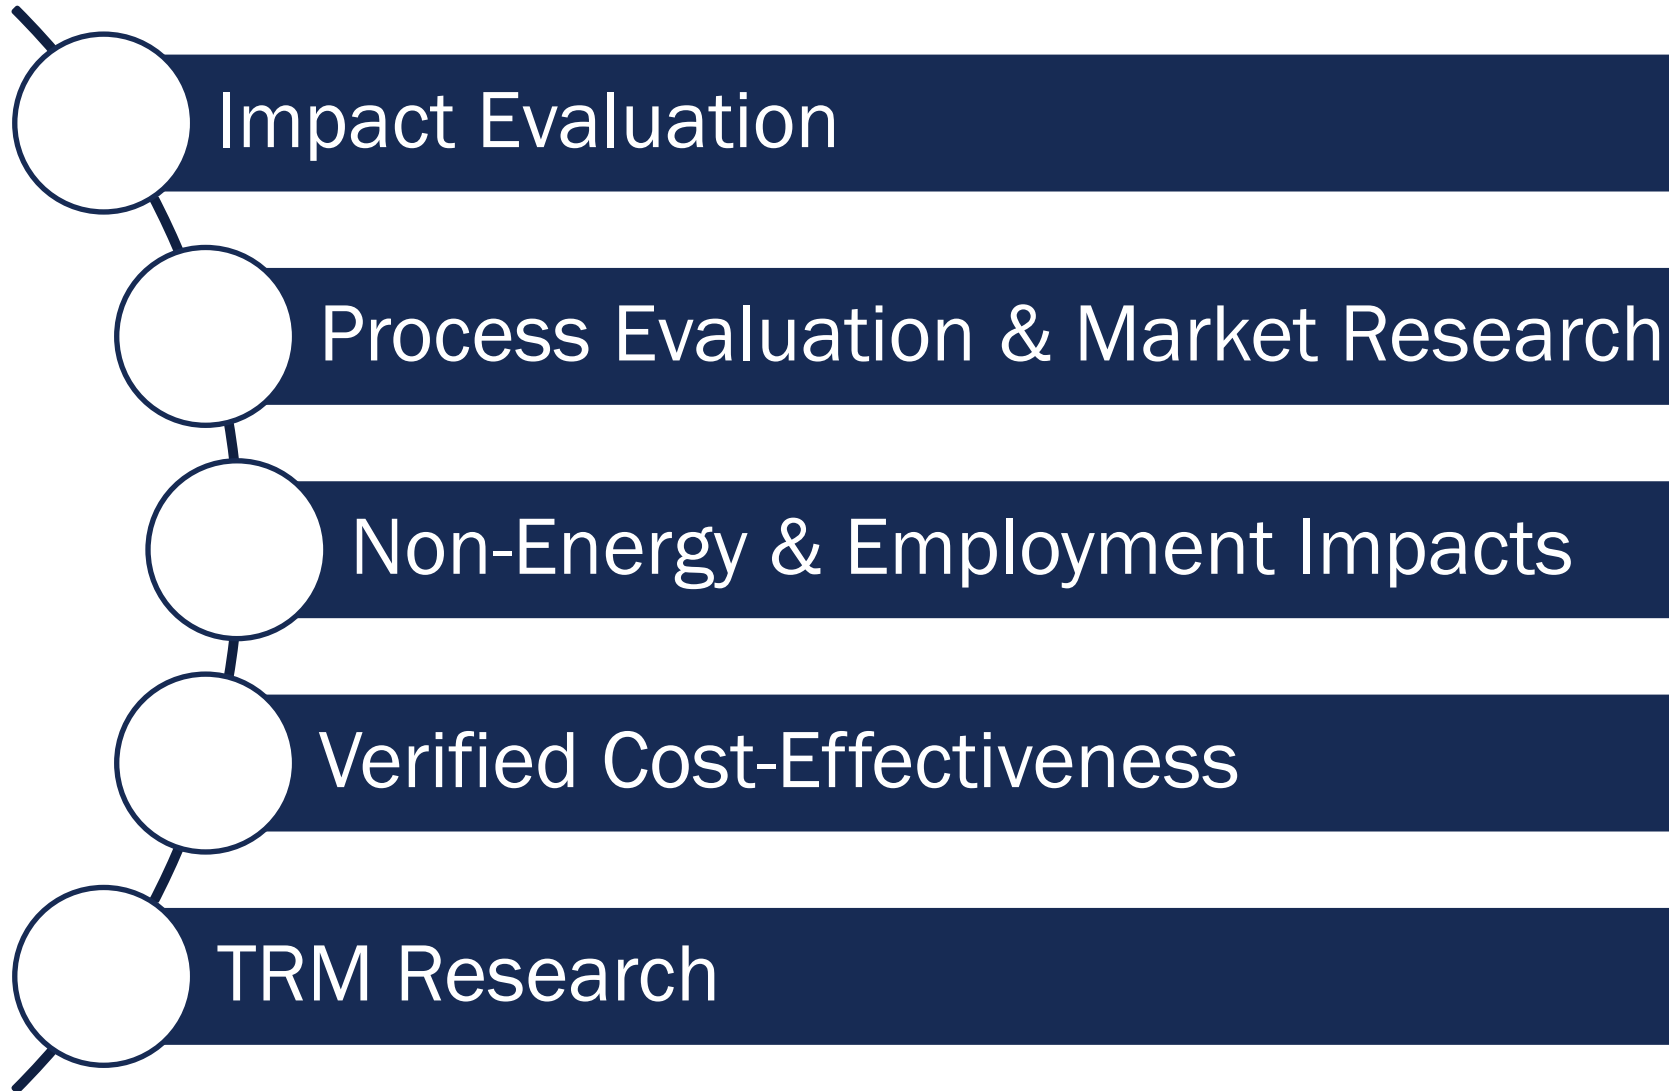 Impact Evaluation
Process Evaluation & Market Research
Non-Energy & Employment Impacts
Verified Cost-Effectiveness
TRM Research